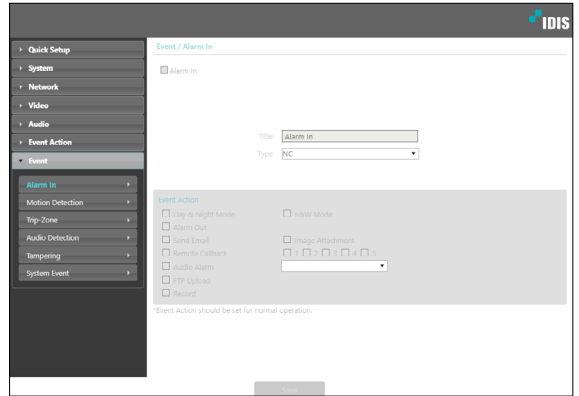 IDIS
Quick Setup
System
Network
Video
Audio
Event Action
Event
Alarm In
Motion Detection
Trip-Zone
Audio Detection
Tampering
System Event
Event / Alarm In
Alarm In
Title Alarm In
Type NC
Event Action
Day & Night Mode B&W Mode
Alarm Out
Send Email Image Attachment
Remote Callback 1 2 3 4 5
Audio Alarm
FTP Upload
Record
*Event Action should be set for normal operation.
Save